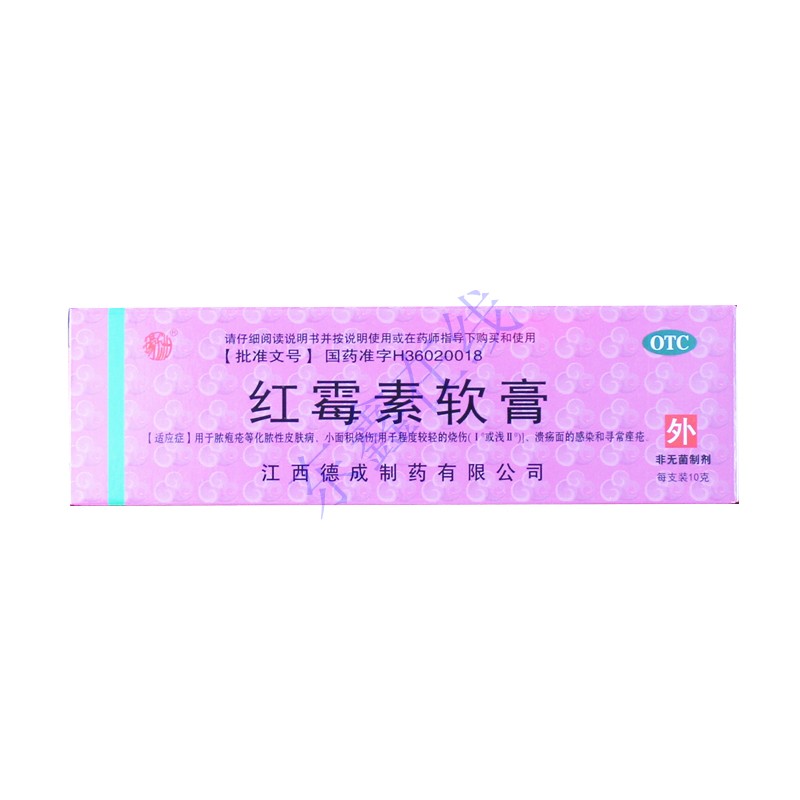 请仔细阅读说明书并按说明使用或在药师指导下购买和使用
【批准文号】国药准字H36020018
OTC
红霉素软膏
【适应症】用于脓疱疮等化脓性皮肤病、小面积烧伤[用于程度较轻的烧伤(Ⅰ°或浅Ⅱ°)]、溃疡面的感染和寻常痤疮.
外
非无菌制剂
江西德成制药有限公司
每支装10克
东鑫在线